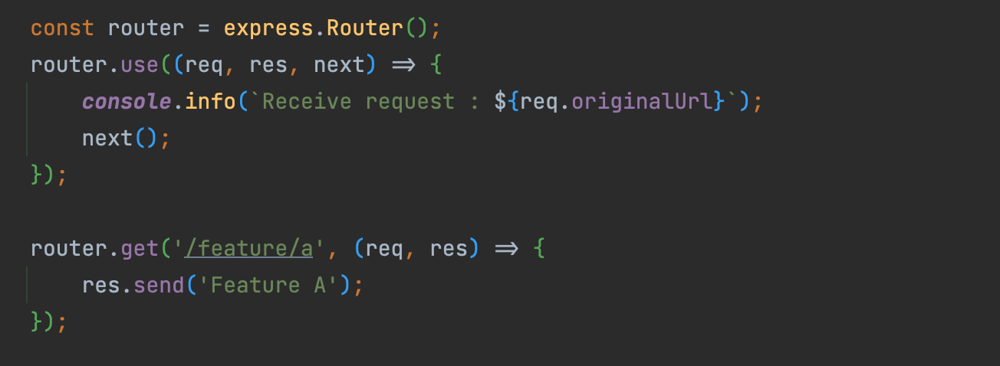 const router = express.Router();
router.use((req, res, next) => {
    console.info(`Receive request : ${req.originalUrl}`);
    next();
});

router.get('/feature/a', (req, res) => {
    res.send('Feature A');
});